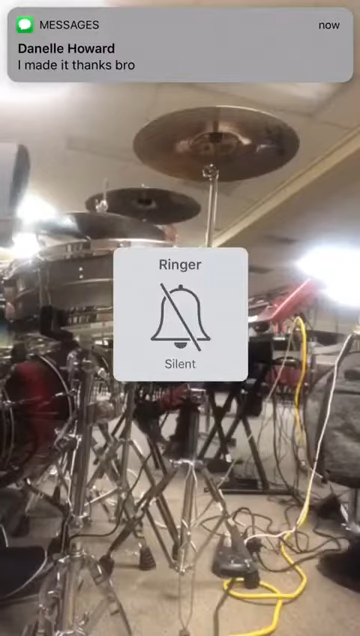 MESSAGES now
Danelle Howard
I made it thanks bro
Ringer
Silent